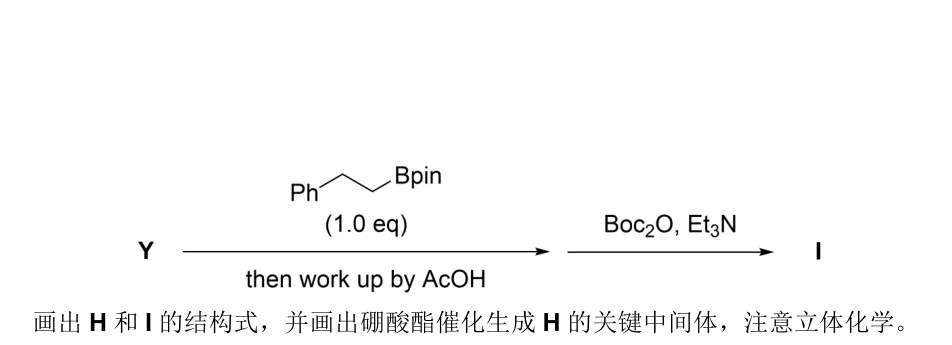 Ph Bpin
(1.0 eq) Boc₂O, Et₃N
Y I
then work up by AcOH
画出 H 和 I 的结构式，并画出硼酸酯催化生成 H 的关键中间体，注意立体化学。